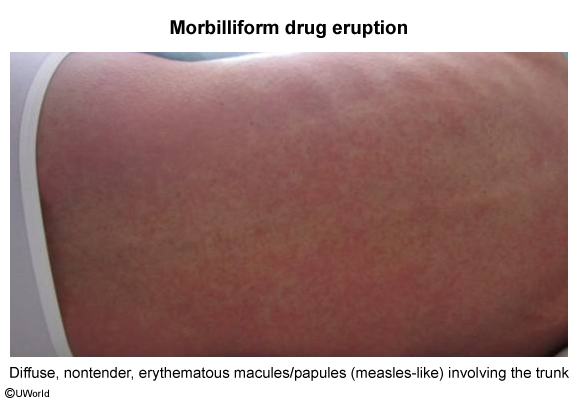 Morbilliform drug eruption
Diffuse, nontender, erythematous macules/papules (measles-like) involving the trunk
©UWorld